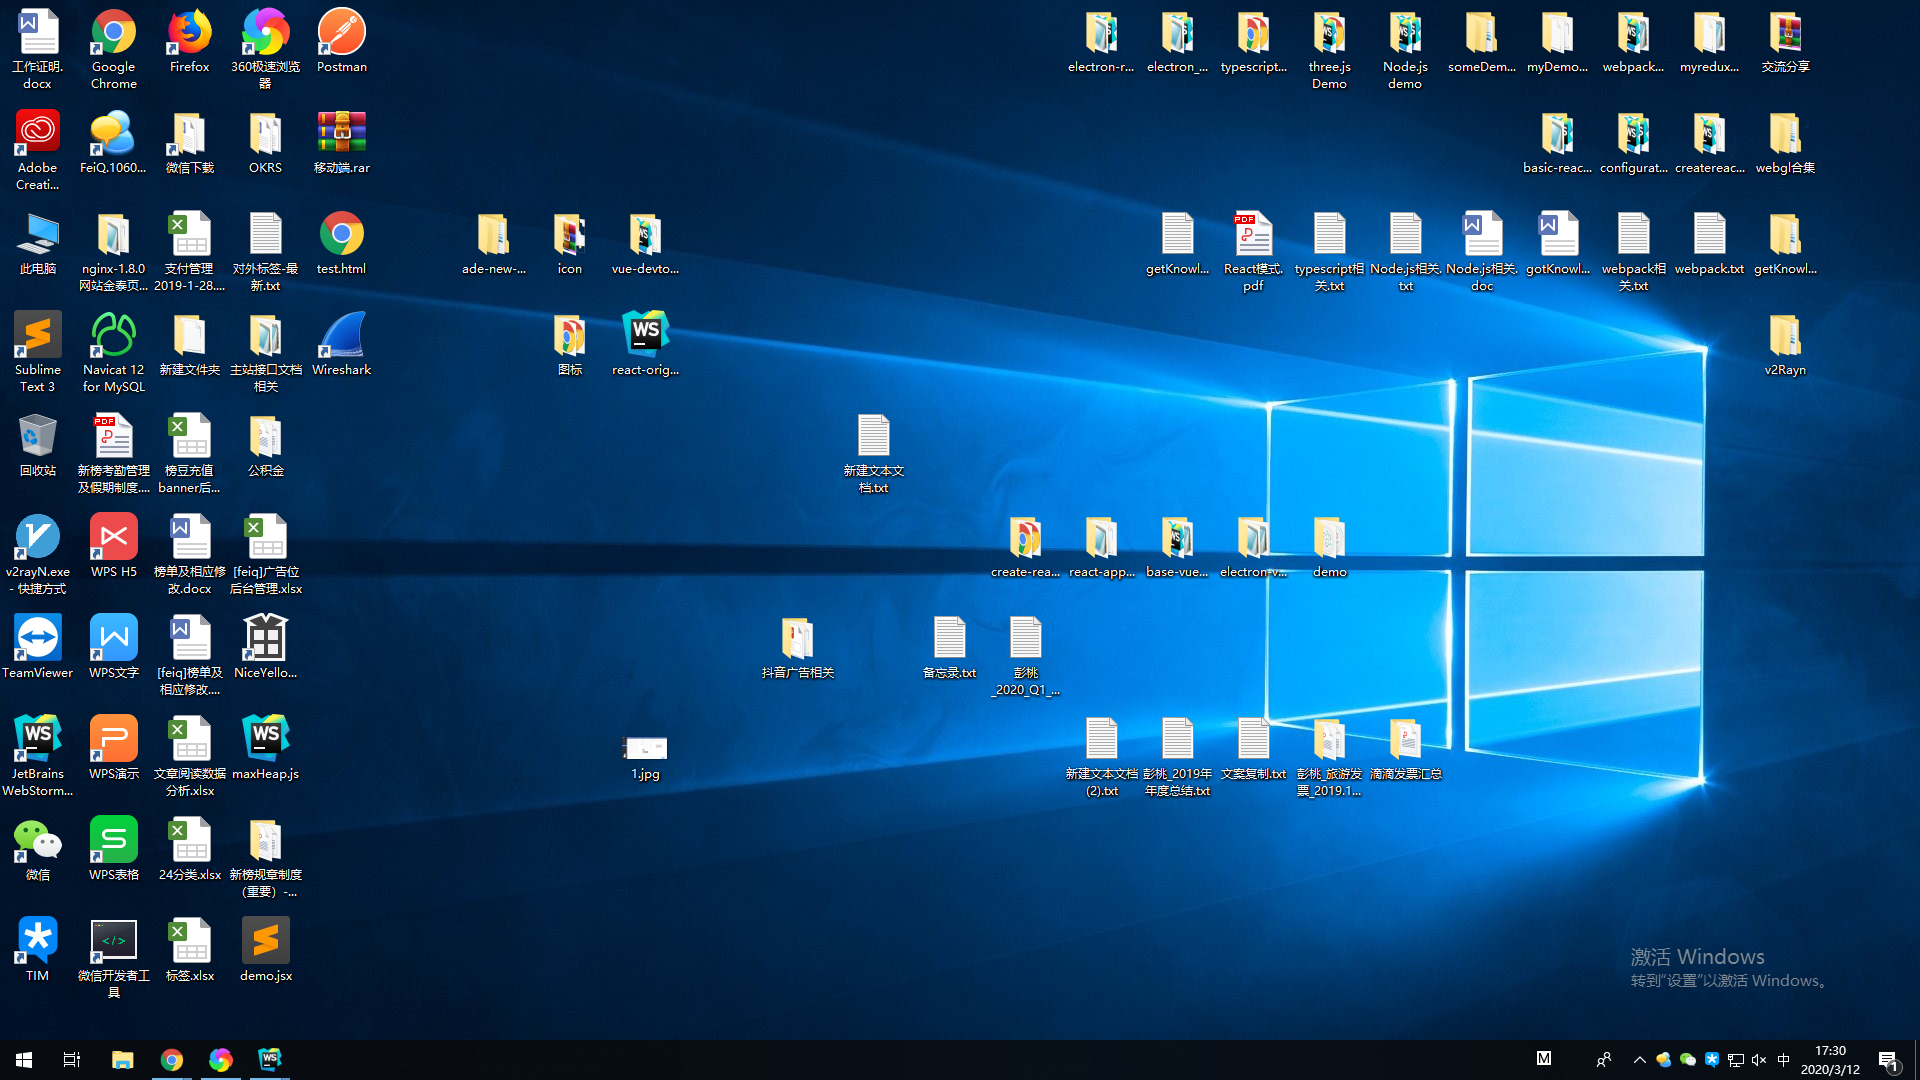 工作证明.
docx
Google
Chrome
Firefox
360极速浏览
器
Postman
electron-r...
electron_...
typescript...
three.js
Demo
Node.js
demo
someDem...
myDemo...
webpack...
myredux...
交流分享
Adobe
Creati...
FeiQ.1060...
微信下载
OKRS
移动端.rar
basic-reac...
configurat...
createreac...
webgl合集
此电脑
nginx-1.8.0
网站金泰页...
支付管理
2019-1-28....
对外标签-最
新.txt
test.html
ade-new-...
icon
vue-devto...
getKnowl...
React模式.
pdf
typescript相
关.txt
Node.js相关.
txt
Node.js相关.
doc
gotKnowl...
webpack相
关.txt
webpack.txt
getKnowl...
Sublime
Text 3
Navicat 12
for MySQL
新建文件夹
主站接口文档
相关
Wireshark
图标
react-orig...
v2Rayn
回收站
新榜考勤管理
及假期制度....
榜豆充值
banner后...
公积金
新建文本文
档.txt
v2rayN.exe
- 快捷方式
WPS H5
榜单及相应修
改.docx
[feiq]广告位
后台管理.xlsx
create-rea...
react-app...
base-vue...
electron-v...
demo
TeamViewer
WPS文字
[feiq]榜单及
相应修改....
NiceYello...
抖音广告相关
备忘录.txt
彭桃
_2020_Q1_...
JetBrains
WebStorm...
WPS演示
文章阅读数据
分析.xlsx
maxHeap.js
1.jpg
新建文本文档
(2).txt
彭桃_2019年
年度总结.txt
文案复制.txt
彭桃_旅游发
票_2019.1...
滴滴发票汇总
微信
WPS表格
24分类.xlsx
新榜规章制度
（重要）-...
TIM
微信开发者工
具
标签.xlsx
demo.jsx
激活 Windows
转到"设置"以激活 Windows。
中
17:30
2020/3/12
1